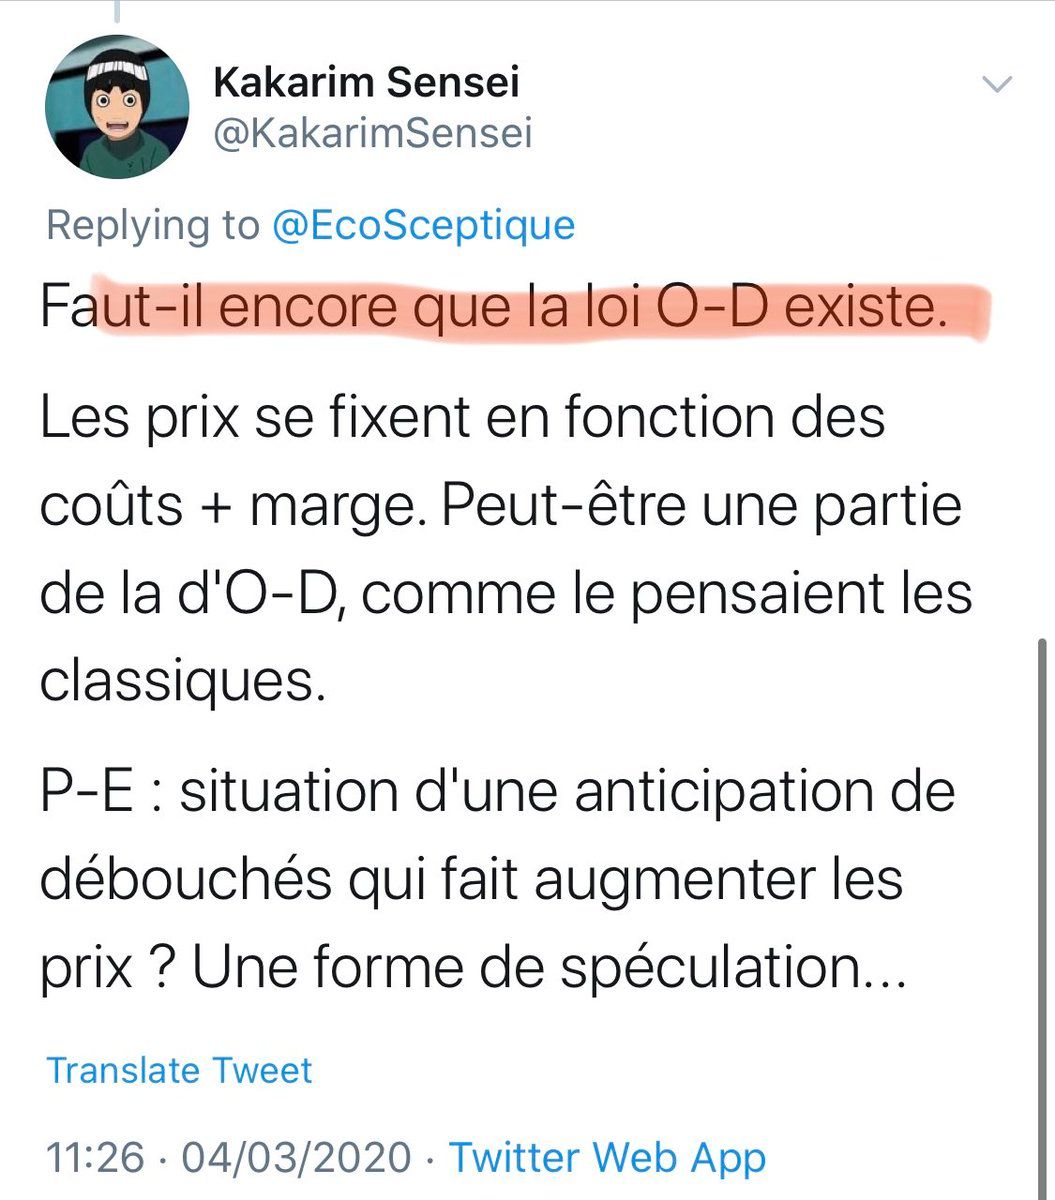 Kakarim Sensei
@KakarimSensei
Replying to @EcoSceptique
Faut-il encore que la loi O-D existe.
Les prix se fixent en fonction des
coûts + marge. Peut-être une partie
de la d'O-D, comme le pensaient les
classiques.
P-E : situation d'une anticipation de
débouchés qui fait augmenter les
prix ? Une forme de spéculation...
Translate Tweet
11:26 · 04/03/2020 · Twitter Web App